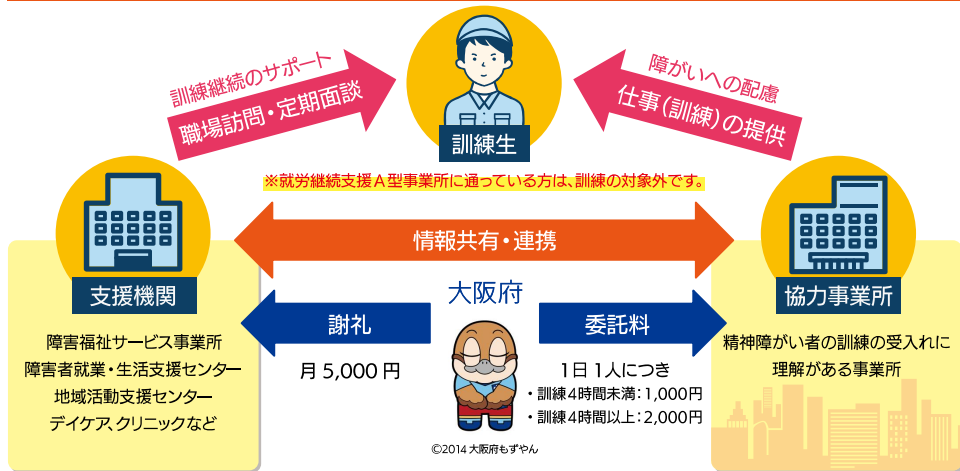 訓練継続のサポート
職場訪問・定期面談
障がいへの配慮
仕事(訓練)の提供
訓練生
※就労継続支援A型事業所に通っている方は、訓練の対象外です。
情報共有・連携
支援機関
障害福祉サービス事業所
障害者就業・生活支援センター
地域活動支援センター
デイケア、クリニックなど
大阪府
謝礼
月5,000円
委託料
1日1人につき
・訓練4時間未満:1,000円
・訓練4時間以上:2,000円
©2014 大阪府もずやん
協力事業所
精神障がい者の訓練の受入れに
理解がある事業所